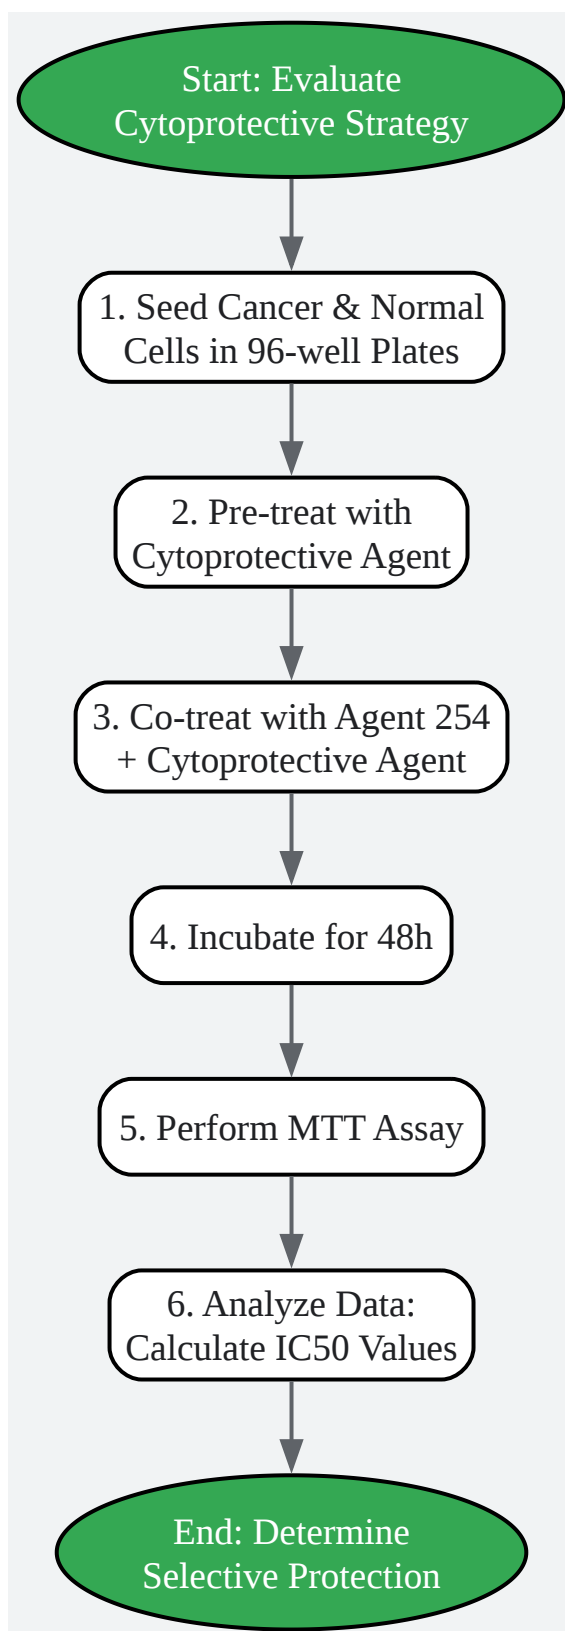 Start: Evaluate
Cytoprotective Strategy
1. Seed Cancer & Normal
Cells in 96-well Plates
2. Pre-treat with
Cytoprotective Agent
3. Co-treat with Agent 254
+ Cytoprotective Agent
4. Incubate for 48h
5. Perform MTT Assay
6. Analyze Data:
Calculate IC50 Values
End: Determine
Selective Protection